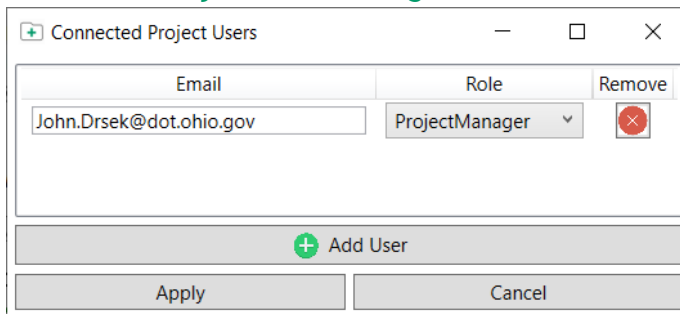 Connected Project Users
Email Role Remove
John.Drsek@dot.ohio.gov ProjectManager
Add User
Apply Cancel